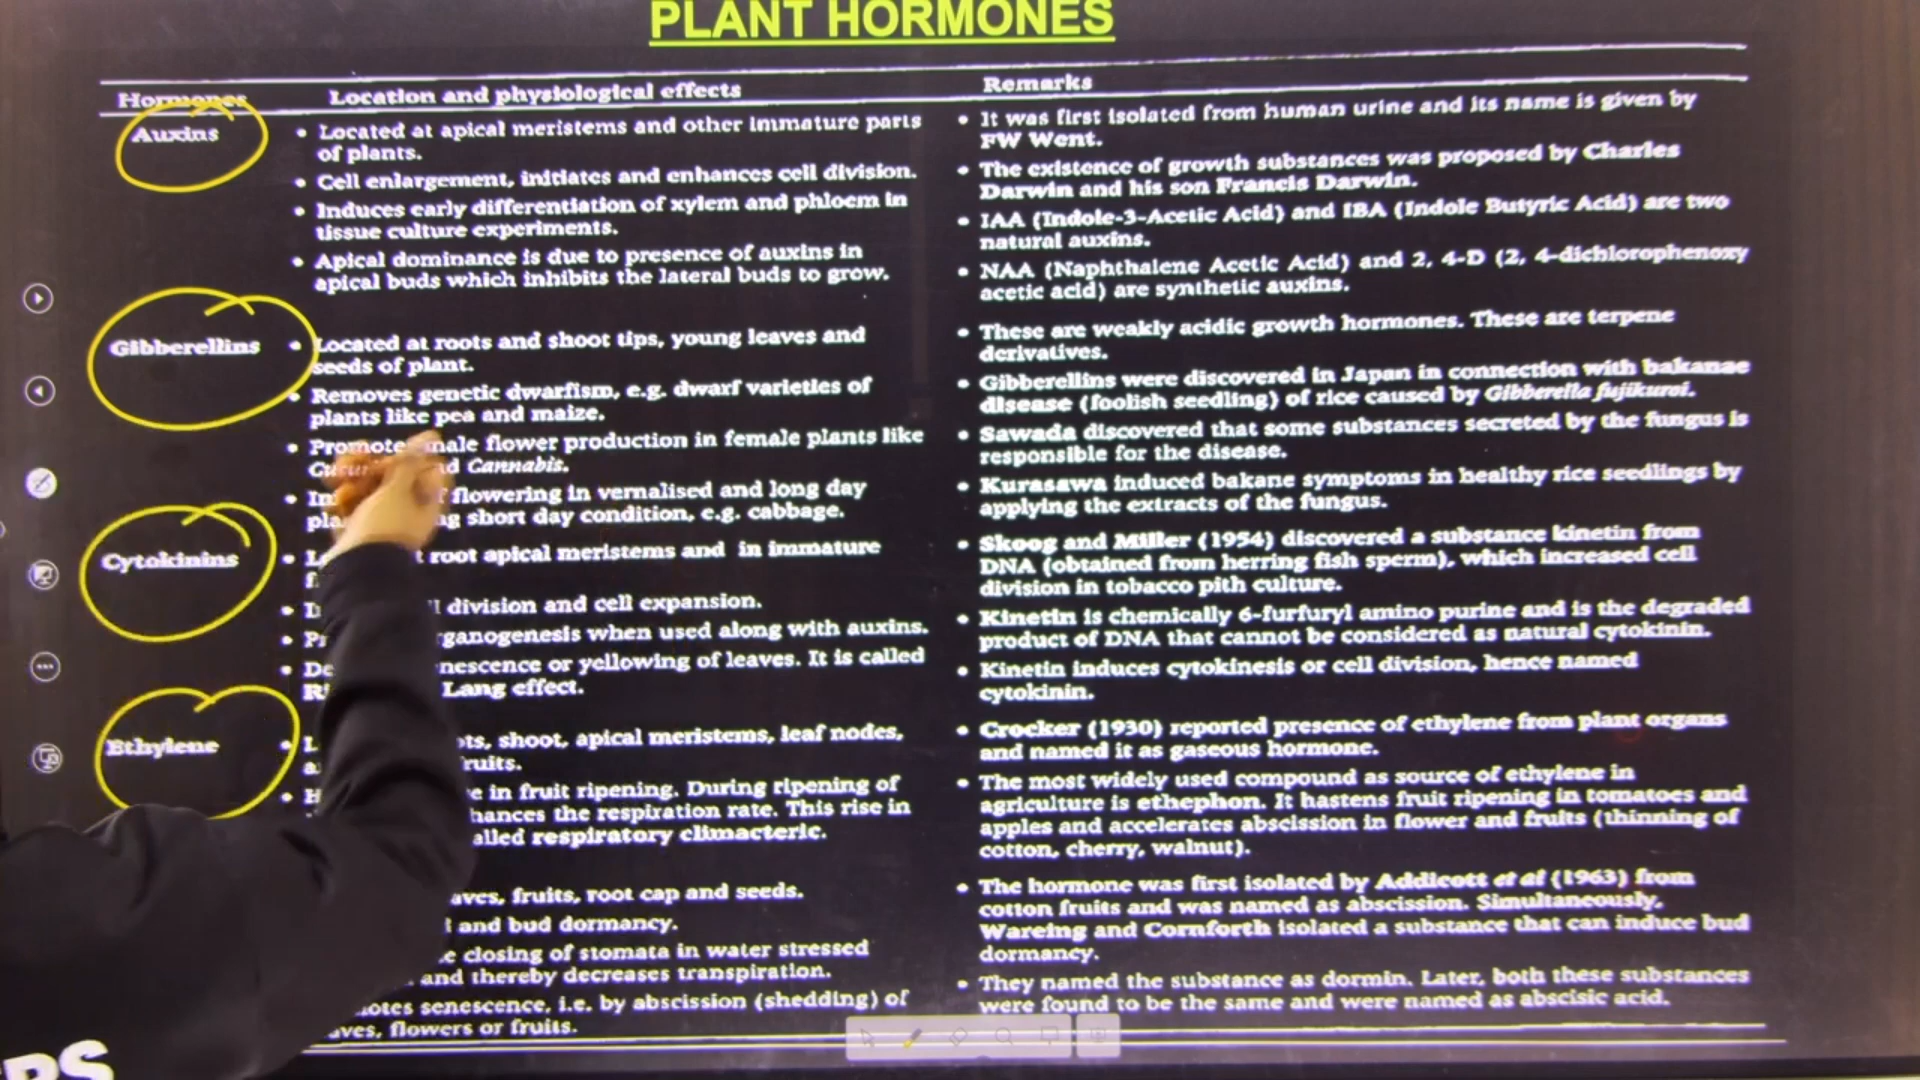 PLANT HORMONES
Hormones
Location and physiological effects
Remarks
Auxins
• Located at apical meristems and other immature parts
of plants.
• Cell enlargement, initiates and enhances cell division.
• Induces early differentiation of xylem and phloem in
tissue culture experiments.
• Apical dominance is due to presence of auxins in
apical buds which inhibits the lateral buds to grow.
• It was first isolated from human urine and its name is given by
FW Went.
• The existence of growth substances was proposed by Charles
Darwin and his son Francis Darwin.
• IAA (Indole-3-Acetic Acid) and IBA (Indole Butyric Acid) are two
natural auxins.
• NAA (Naphthalene Acetic Acid) and 2, 4-D (2, 4-dichlorophenoxy
acetic acid) are synthetic auxins.
Gibberellins
• Located at roots and shoot tips, young leaves and
seeds of plant.
• Removes genetic dwarfism, e.g. dwarf varieties of
plants like pea and maize.
• Promotes male flower production in female plants like
Cannabis.
flowering in vernalised and long day
short day condition, e.g. cabbage.
• These are weakly acidic growth hormones. These are terpene
derivatives.
• Gibberellins were discovered in Japan in connection with bakanae
disease (foolish seedling) of rice caused by Gibberella fujikuroi.
• Sawada discovered that some substances secreted by the fungus is
responsible for the disease.
• Kurasawa induced bakane symptoms in healthy rice seedlings by
applying the extracts of the fungus.
Cytokinins
root apical meristems and in immature
division and cell expansion.
when used along with auxins.
or yellowing of leaves. It is called
Lang effect.
• Skoog and Miller (1954) discovered a substance kinetin from
DNA (obtained from herring fish sperm), which increased cell
division in tobacco pith culture.
• Kinetin is chemically 6-furfuryl amino purine and is the degraded
product of DNA that cannot be considered as natural cytokinin.
• Kinetin induces cytokinesis or cell division, hence named
cytokinin.
Ethylene
shoot, apical meristems, leaf nodes,
in fruit ripening. During ripening of
the respiration rate. This rise in
respiratory climacteric.
• Crocker (1930) reported presence of ethylene from plant organs
and named it as gaseous hormone.
• The most widely used compound as source of ethylene in
agriculture is ethephon. It hastens fruit ripening in tomatoes and
apples and accelerates abscission in flower and fruits (thinning of
cotton, cherry, walnut).
fruits, root cap and seeds.
and bud dormancy.
closing of stomata in water stressed
and thereby decreases transpiration.
senescence, i.e. by abscission (shedding) of
flowers or fruits.
• The hormone was first isolated by Addicott et al (1963) from
cotton fruits and was named as abscission. Simultaneously,
Wareing and Cornforth isolated a substance that can induce bud
dormancy.
• They named the substance as dormin. Later, both these substances
were found to be the same and were named as abscisic acid.